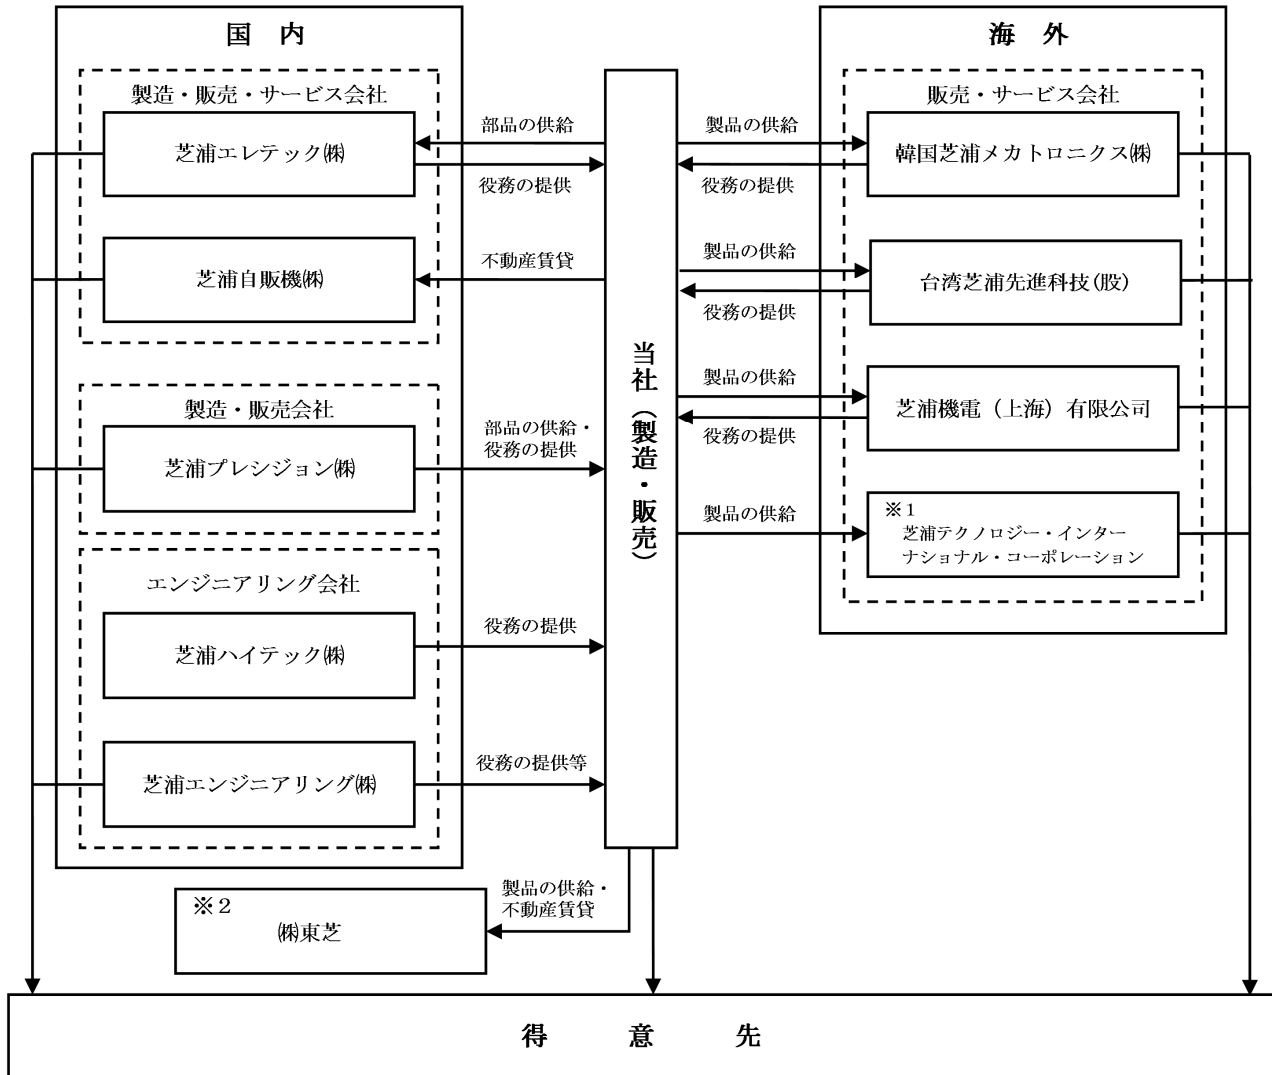 国　内
製造・販売・サービス会社
芝浦エレテック㈱
芝浦自販機㈱
製造・販売会社
芝浦プレシジョン㈱
エンジニアリング会社
芝浦ハイテック㈱
芝浦エンジニアリング㈱
部品の供給
役務の提供
不動産賃貸
部品の供給・
役務の提供
役務の提供
役務の提供等
当社（製造・販売）
製品の供給
役務の提供
製品の供給
役務の提供
製品の供給
役務の提供
製品の供給
海　外
販売・サービス会社
韓国芝浦メカトロニクス㈱
台湾芝浦先進科技(股)
芝浦機電（上海）有限公司
※1
芝浦テクノロジー・インター
ナショナル・コーポレーション
製品の供給・
不動産賃貸
※2
㈱東芝
得　意　先